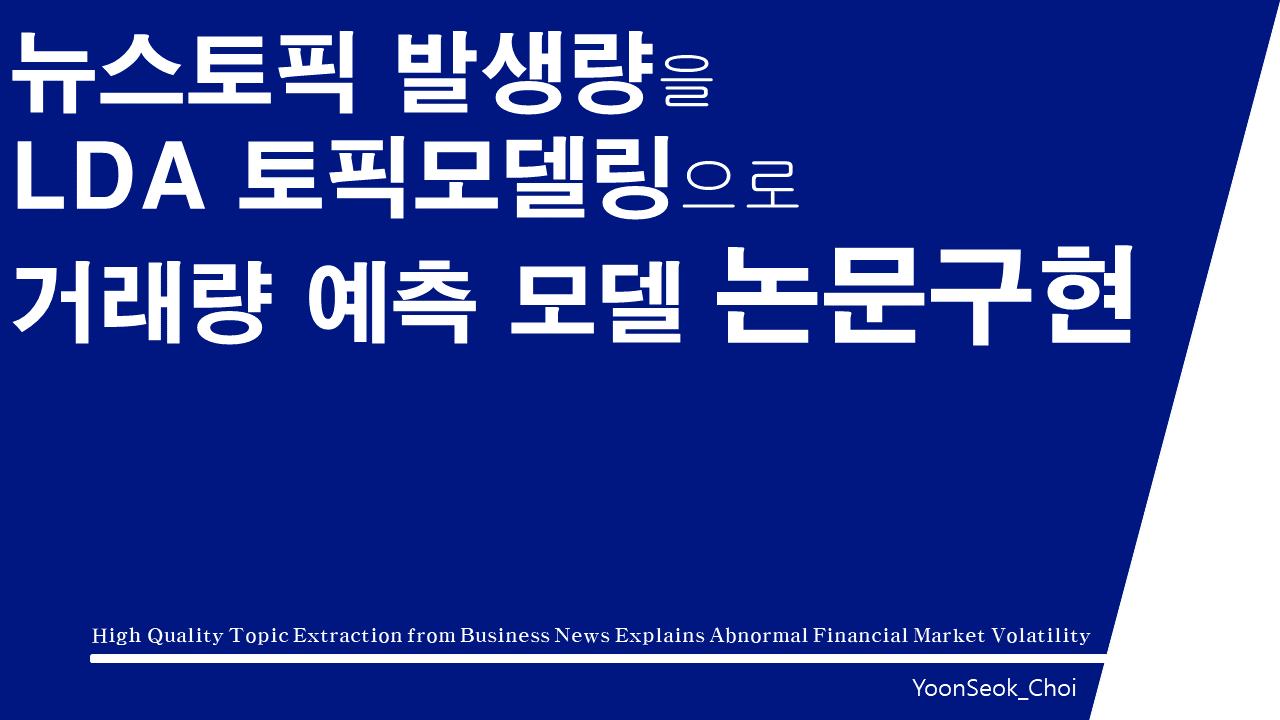 뉴스토픽 발생량을
LDA 토픽모델링으로
거래량 예측 모델 논문구현
High Quality Topic Extraction from Business News Explains Abnormal Financial Market Volatility
YoonSeok_Choi